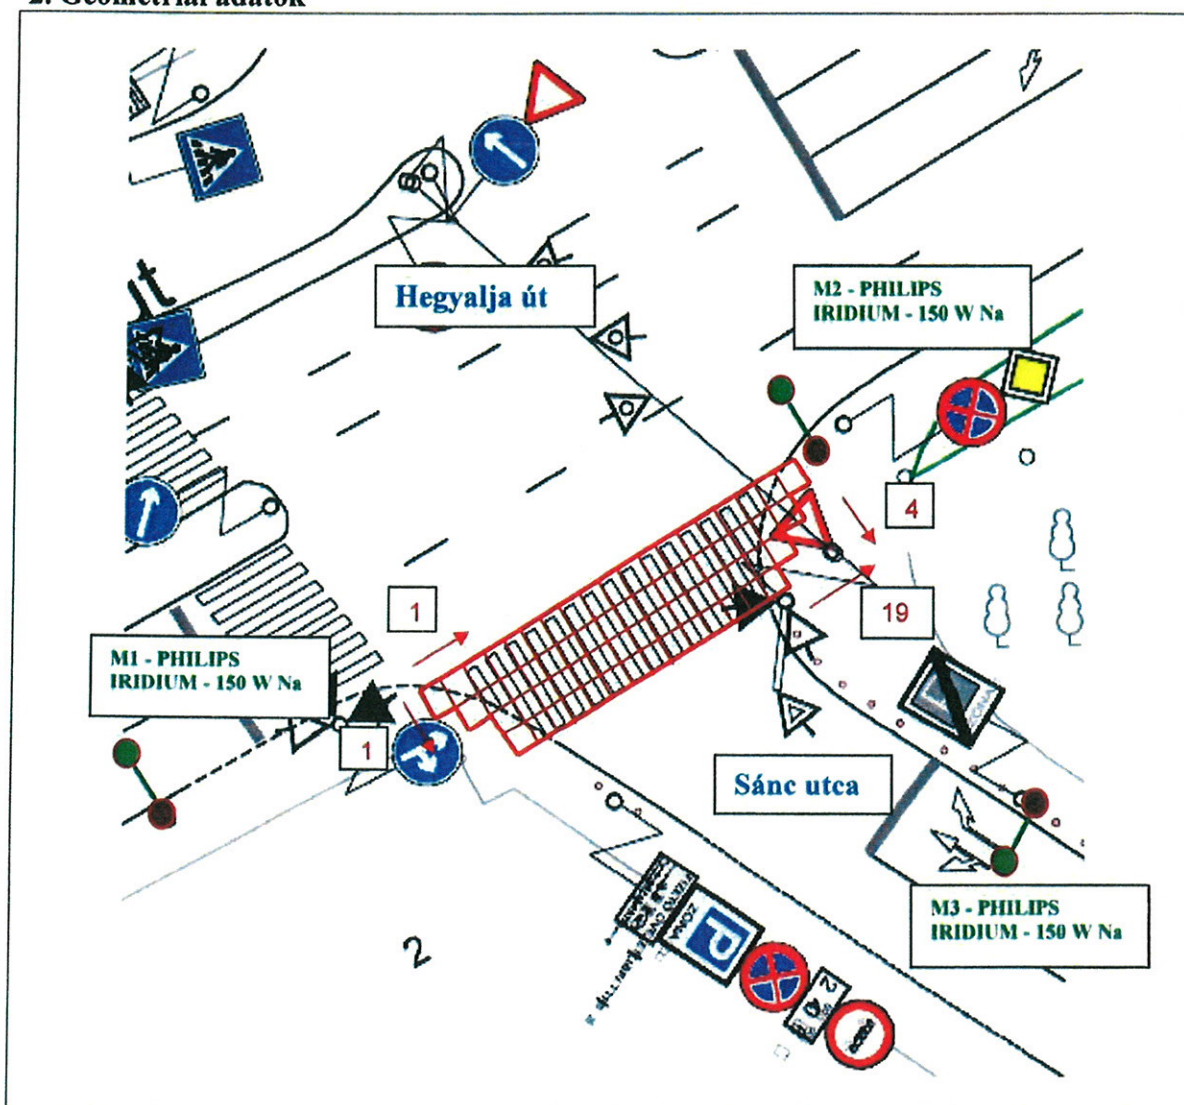 2. Geometriai adatok
Hegyalja út
M2 - PHILIPS
IRIDIUM - 150 W Na
4
1
19
M1 - PHILIPS
IRIDIUM - 150 W Na
1
Sánc utca
M3 - PHILIPS
IRIDIUM - 150 W Na
2
P
ZÓNA